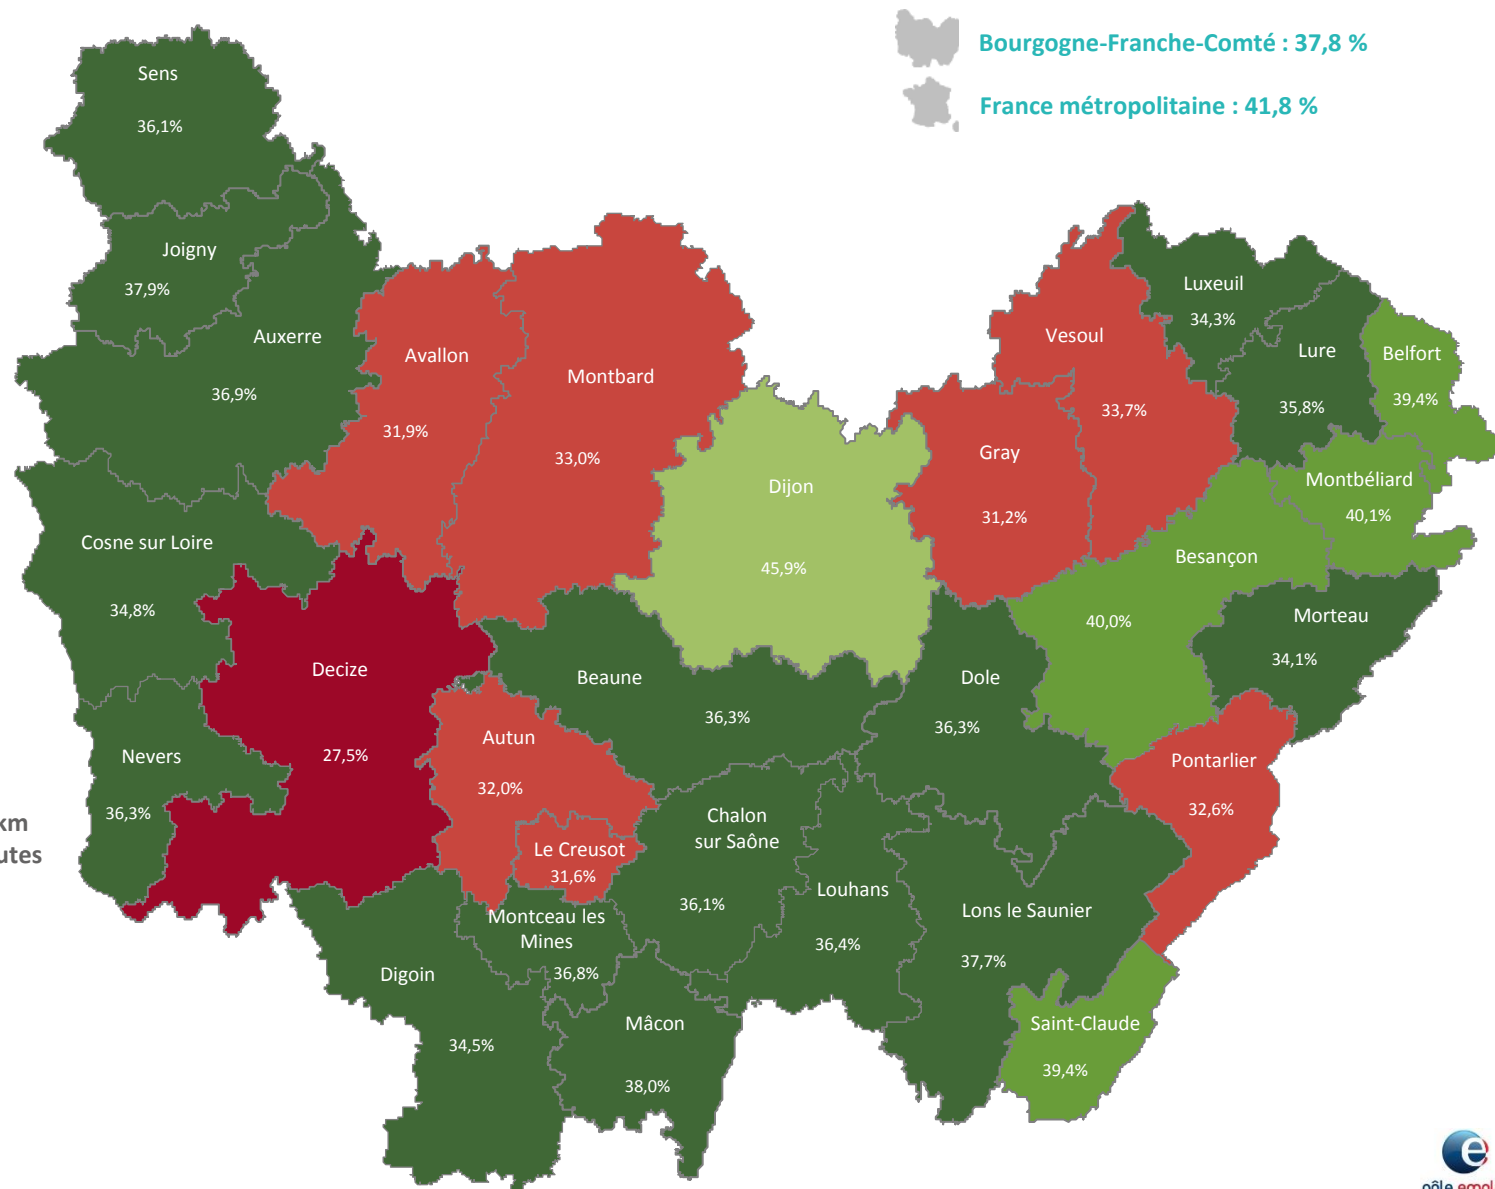 Bourgogne-Franche-Comté : 37,8 %
France métropolitaine : 41,8 %
Sens
36,1%
Joigny
37,9%
Auxerre
36,9%
Avallon
31,9%
Montbard
33,0%
Dijon
45,9%
Gray
31,2%
Vesoul
33,7%
Luxeuil
34,3%
Lure
35,8%
Belfort
39,4%
Montbéliard
40,1%
Besançon
40,0%
Morteau
34,1%
Cosne sur Loire
34,8%
Decize
27,5%
Nevers
36,3%
km
utes
Beaune
36,3%
Dole
36,3%
Pontarlier
32,6%
Autun
32,0%
Le Creusot
31,6%
Chalon
sur Saône
36,1%
Louhans
36,4%
Lons le Saunier
37,7%
Montceau les
Mines
36,8%
Digoin
34,5%
Mâcon
38,0%
Saint-Claude
39,4%
e